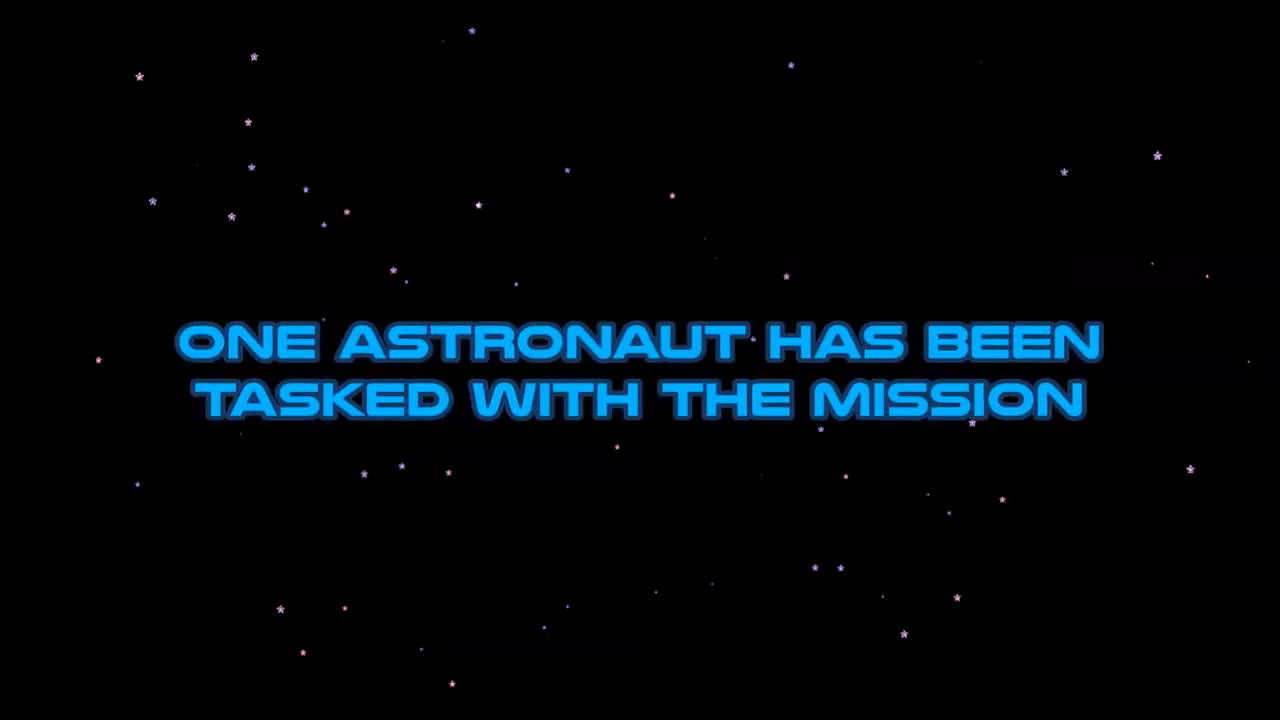 ONE ASTRONAUT HAS BEEN
TASKED WITH THE MISSION